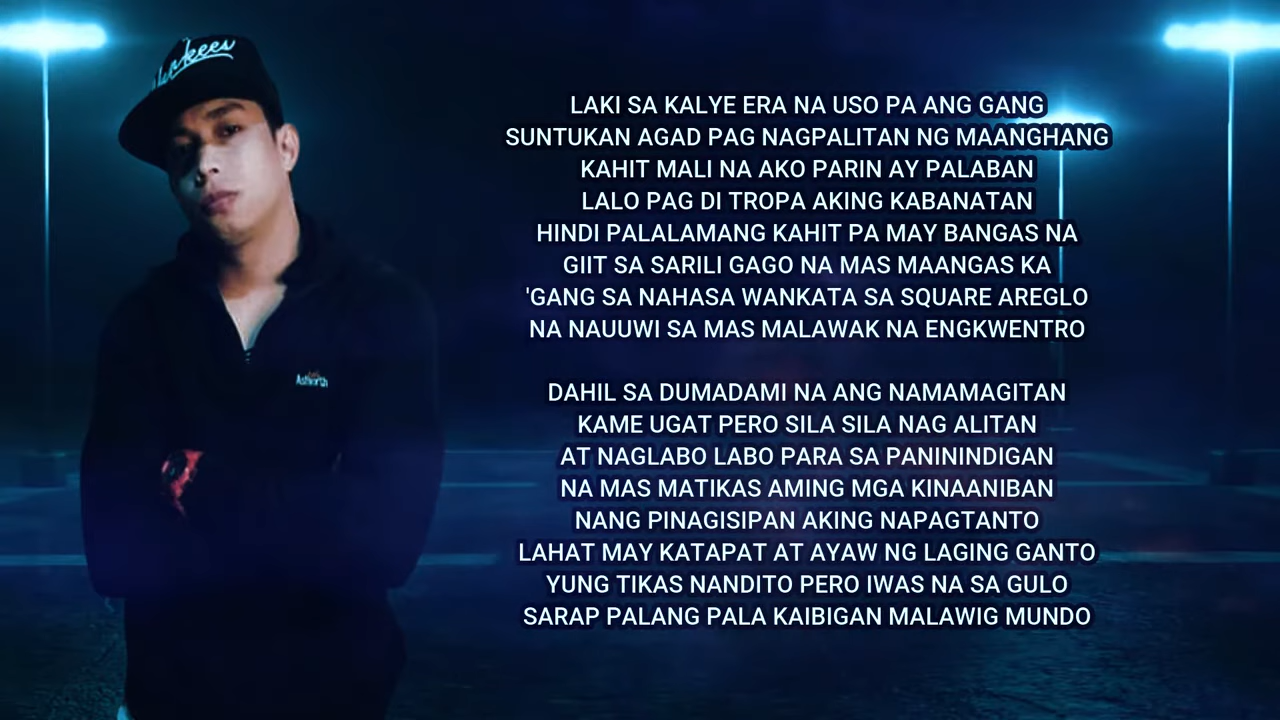 Yankees
Ashworth
LAKI SA KALYE ERA NA USO PA ANG GANG
SUNTUKAN AGAD PAG NAGPALITAN NG MAANGHANG
KAHIT MALI NA AKO PARIN AY PALABAN
LALO PAG DI TROPA AKING KABANATAN
HINDI PALALAMANG KAHIT PA MAY BANGAS NA
GIIT SA SARILI GAGO NA MAS MAANGAS KA
'GANG SA NAHASA WANKATA SA SQUARE AREGLO
NA NAUUWI SA MAS MALAWAK NA ENGKWENTRO
DAHIL SA DUMADAMI NA ANG NAMAMAGITAN
KAME UGAT PERO SILA SILA NAG ALITAN
AT NAGLABO LABO PARA SA PANININDIGAN
NA MAS MATIKAS AMING MGA KINAANIBAN
NANG PINAGISIPAN AKING NAPAGTANTO
LAHAT MAY KATAPAT AT AYAW NG LAGING GANTO
YUNG TIKAS NANDITO PERO IWAS NA SA GULO
SARAP PALANG PALA KAIBIGAN MALAWIG MUNDO